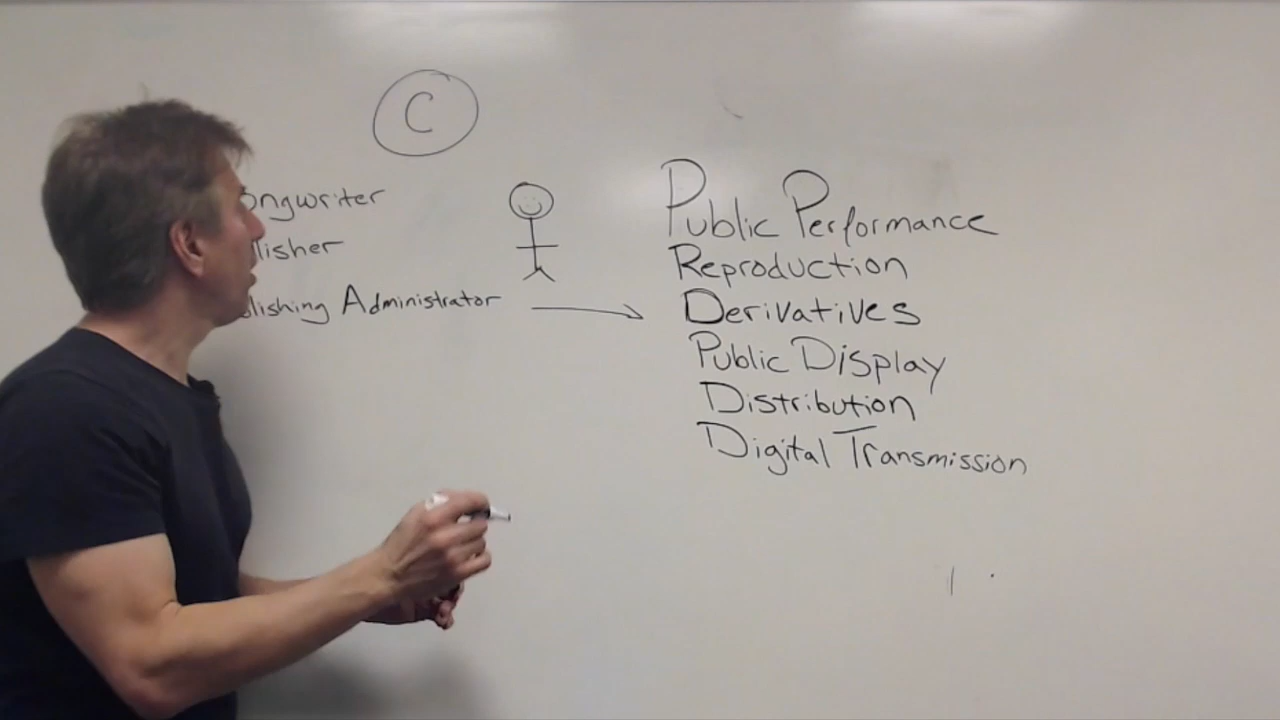 C
ongwriter
lisher
lishing Administrator
Public Performance
Reproduction
Derivatives
Public Display
Distribution
Digital Transmission